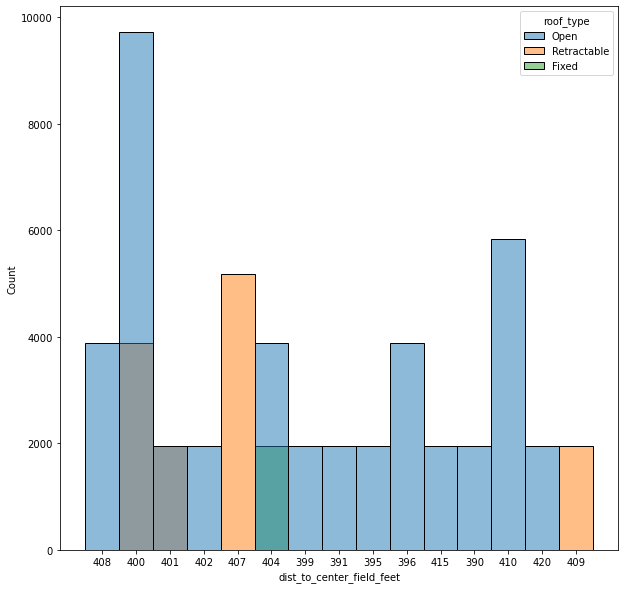 roof_type
Open
Retractable
Fixed
10000
8000
6000
4000
2000
0
Count
408 400 401 402 407 404 399 391 395 396 415 390 410 420 409
dist_to_center_field_feet